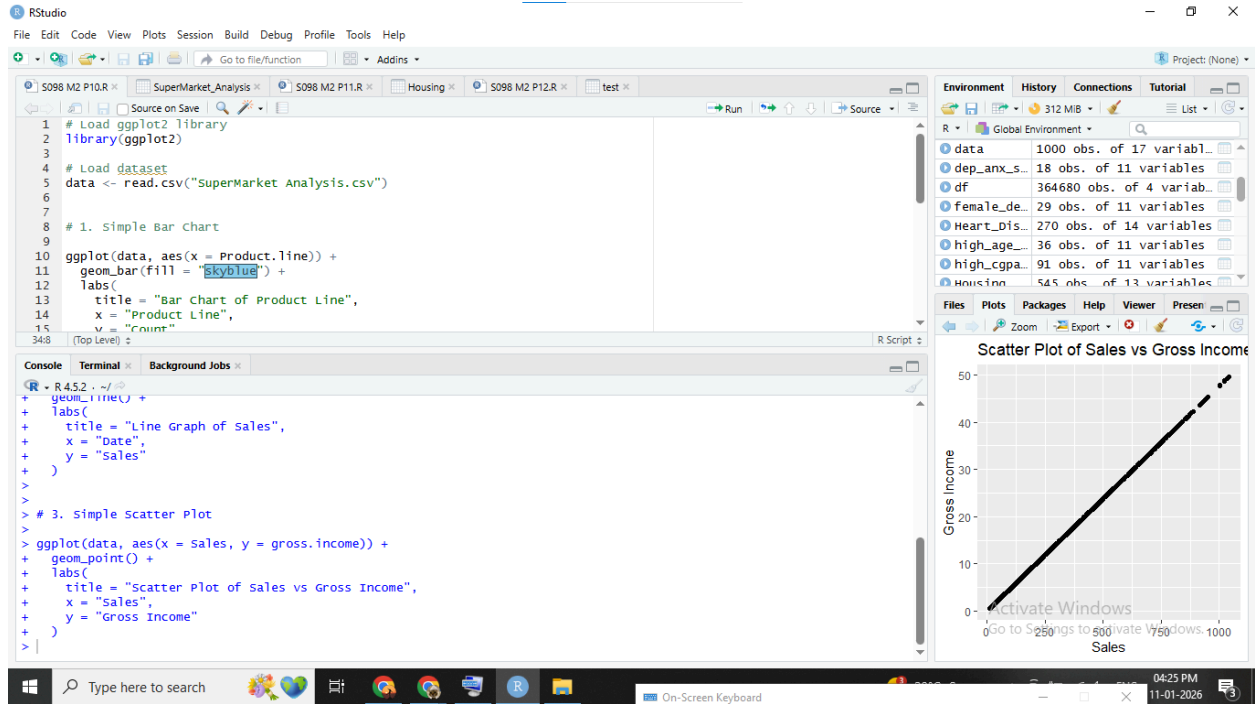 RStudio
File Edit Code View Plots Session Build Debug Profile Tools Help
Go to file/function Addins Project: (None)
S098 M2 P10.R SuperMarket_Analysis S098 M2 P11.R Housing S098 M2 P12.R test
Source on Save Run Source
1 # Load ggplot2 library
2 library(ggplot2)
3
4 # Load dataset
5 data <- read.csv("SuperMarket Analysis.csv")
6
7
8 # 1. Simple Bar Chart
9
10 ggplot(data, aes(x = Product.line)) +
11 geom_bar(fill = "skyblue") +
12 labs(
13 title = "Bar Chart of Product Line",
14 x = "Product Line",
15 y = "Count"
34:8 (Top Level) R Script
Console Terminal Background Jobs
R 4.5.2 · ~/
+ geom_line() +
+ labs(
+ title = "Line Graph of Sales",
+ x = "Date",
+ y = "Sales"
+ )
>
>
> # 3. Simple Scatter Plot
>
> ggplot(data, aes(x = Sales, y = gross.income)) +
+ geom_point() +
+ labs(
+ title = "Scatter Plot of Sales vs Gross Income",
+ x = "Sales",
+ y = "Gross Income"
+ )
>
Environment History Connections Tutorial
312 MiB List
R Global Environment
data 1000 obs. of 17 variabl…
dep_anx_s… 18 obs. of 11 variables
df 364680 obs. of 4 variab…
female_de… 29 obs. of 11 variables
Heart_Dis… 270 obs. of 14 variables
high_age_… 36 obs. of 11 variables
high_cgpa… 91 obs. of 11 variables
Housing 545 obs. of 13 variables
Files Plots Packages Help Viewer Presen
Zoom Export
Scatter Plot of Sales vs Gross Income
50
40
30
20
10
0
Gross Income
0 250 500 750 1000
Sales
Activate Windows
Go to Settings to activate Windows.
Type here to search
On-Screen Keyboard
04:25 PM
11-01-2026
3